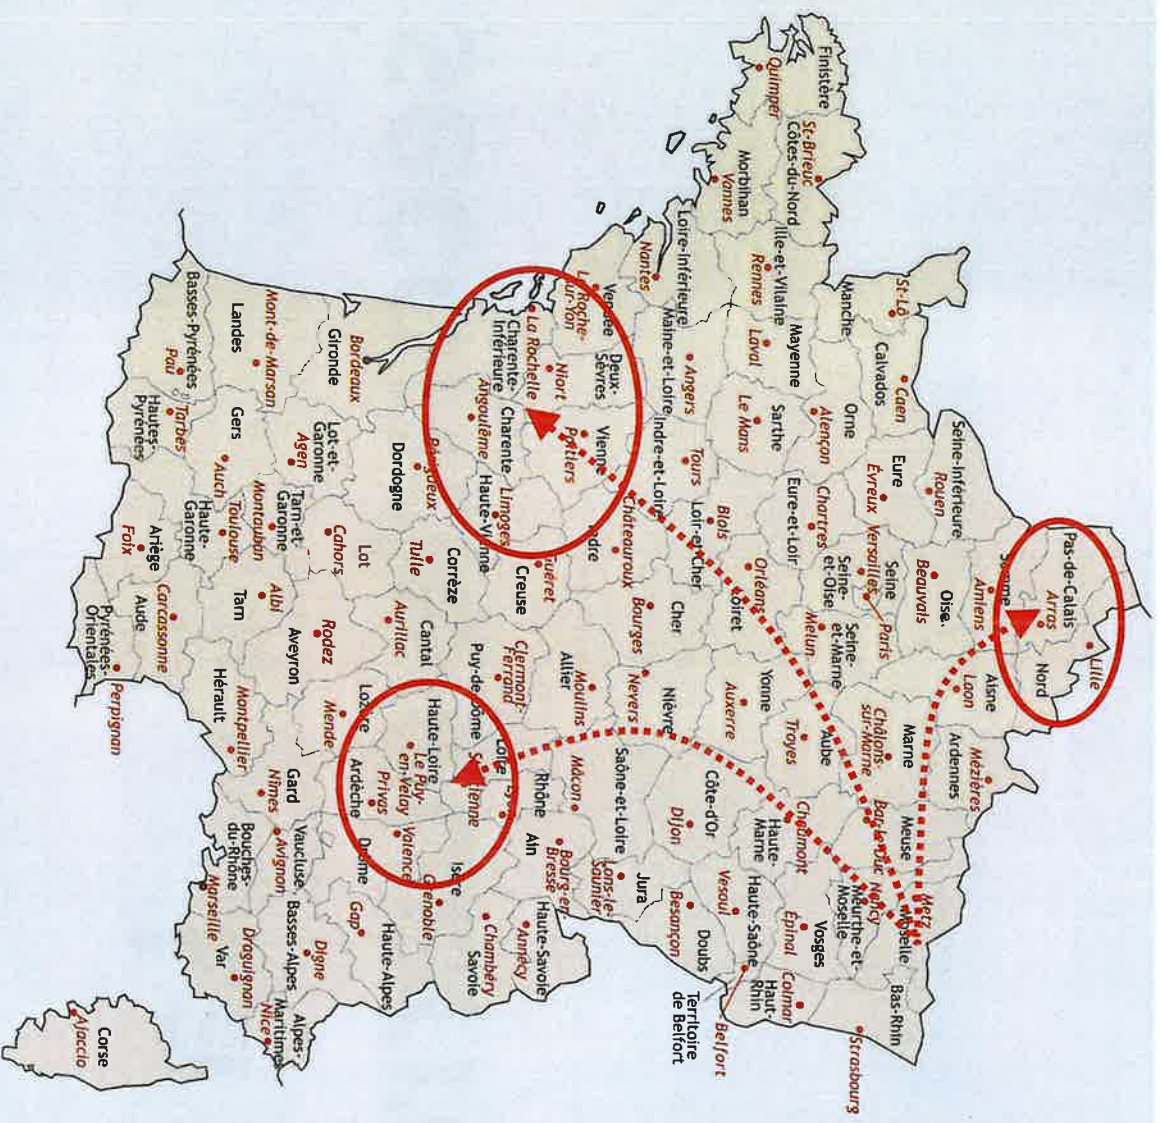 Finistère
Quimper
St-Brieuc
Côtes-du-Nord
Morbihan
Vannes
Ille-et-Vilaine
Rennes
Loire-Inférieure
Nantes
St-Lô
Manche
Calvados
Caen
Mayenne
Laval
Orne
Alençon
Sarthe
Le Mans
Maine-et-Loire
Angers
Vendée
La Roche-
sur-Yon
Deux-
Sèvres
Niort
La Rochelle
Charente-
Inférieure
Charente
Angoulême
Vienne
Poitiers
Haute-Vienne
Limoges
Indre-et-Loire
Tours
Loir-et-Cher
Blois
Indre
Châteauroux
Seine-Inférieure
Rouen
Eure
Évreux
Eure-et-Loir
Chartres
Pas-de-Calais
Arras
Nord
Lille
Somme
Amiens
Oise
Beauvais
Seine
Versailles
Paris
Seine-
et-Oise
Seine-
et-Marne
Melun
Loiret
Orléans
Cher
Bourges
Yonne
Auxerre
Nièvre
Nevers
Aisne
Laon
Ardennes
Mézières
Marne
Châlons-
sur-Marne
Aube
Troyes
Meuse
Bar-le-Duc
Haute-
Marne
Chaumont
Moselle
Metz
Meurthe-et-
Moselle
Nancy
Vosges
Épinal
Bas-Rhin
Strasbourg
Haut-
Rhin
Colmar
Territoire
de Belfort
Belfort
Haute-Saône
Vesoul
Doubs
Besançon
Jura
Lons-le-
Saunier
Côte-d'Or
Dijon
Saône-et-Loire
Mâcon
Allier
Moulins
Puy-de-Dôme
Clermont-
Ferrand
Creuse
Guéret
Corrèze
Tulle
Cantal
Aurillac
Loire
Rhône
Ain
Bourg-en-
Bresse
Haute-Savoie
Annecy
Savoie
Chambéry
Isère
Grenoble
Haute-Loire
Le Puy-
en-Velay
Ardèche
Privas
Drôme
Valence
Hautes-Alpes
Gap
Basses-Alpes
Digne
Alpes-
Maritimes
Nice
Var
Draguignan
Bouches-
du-Rhône
Marseille
Vaucluse
Avignon
Gard
Nîmes
Lozère
Mende
Hérault
Montpellier
Aveyron
Rodez
Lot
Cahors
Tarn
Albi
Tarn-et-
Garonne
Montauban
Haute-
Garonne
Toulouse
Aude
Carcassonne
Pyrénées-
Orientales
Perpignan
Ariège
Foix
Dordogne
Périgueux
Gironde
Bordeaux
Lot-et-
Garonne
Agen
Landes
Mont-de-Marsan
Gers
Auch
Basses-Pyrénées
Pau
Hautes-
Pyrénées
Tarbes
Corse
Ajaccio